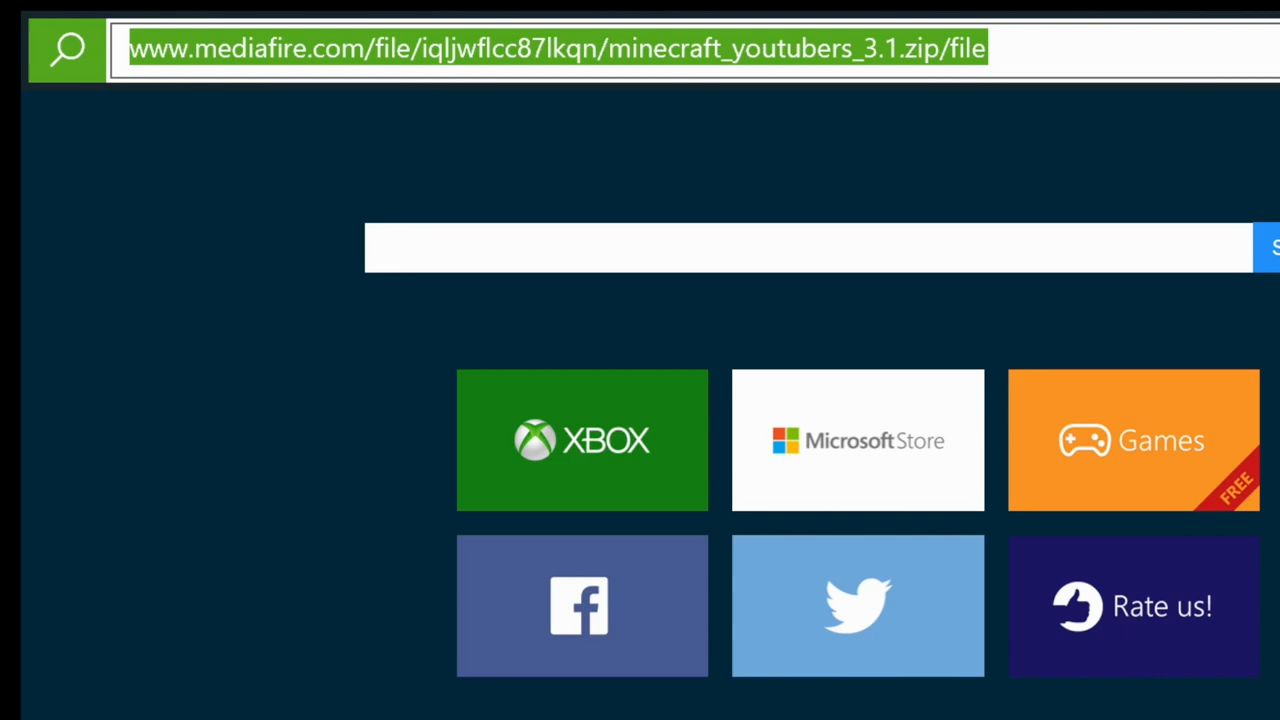 www.mediafire.com/file/iqljwflcc87lkqn/minecraft_youtubers_3.1.zip/file
S
XBOX
Microsoft Store
Games
FREE
Rate us!